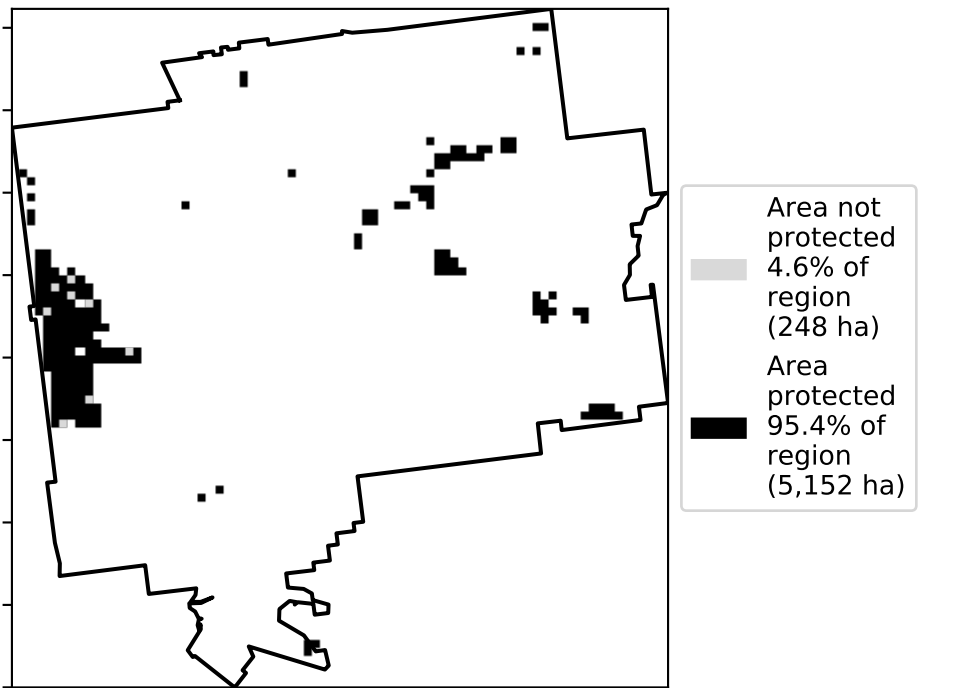 Area not
protected
4.6% of
region
(248 ha)
Area
protected
95.4% of
region
(5,152 ha)